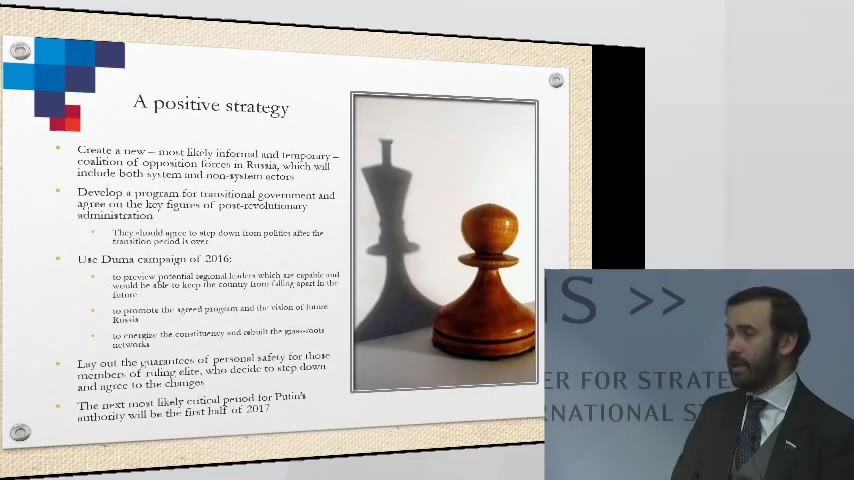 A positive strategy
Create a new – most likely informal and temporary –
coalition of opposition forces in Russia, which will
include both system and non-system actors
Develop a program for transitional government and
agree on the key figures of post-revolutionary
administration
They should agree to step down from politics after the
transition period is over
Use Duma campaign of 2016:
to preview potential regional leaders which are capable and
would be able to keep the country from falling apart in the
future
to promote the agreed program and the vision of future
Russia
to energize the constituency and rebuilt the grass-roots
networks
Lay out the guarantees of personal safety for those
members of ruling elite, who decide to step down
and agree to the changes
The next most likely critical period for Putin's
authority will be the first half of 2017
IS >>
ER FOR STRATE
RNATIONAL S